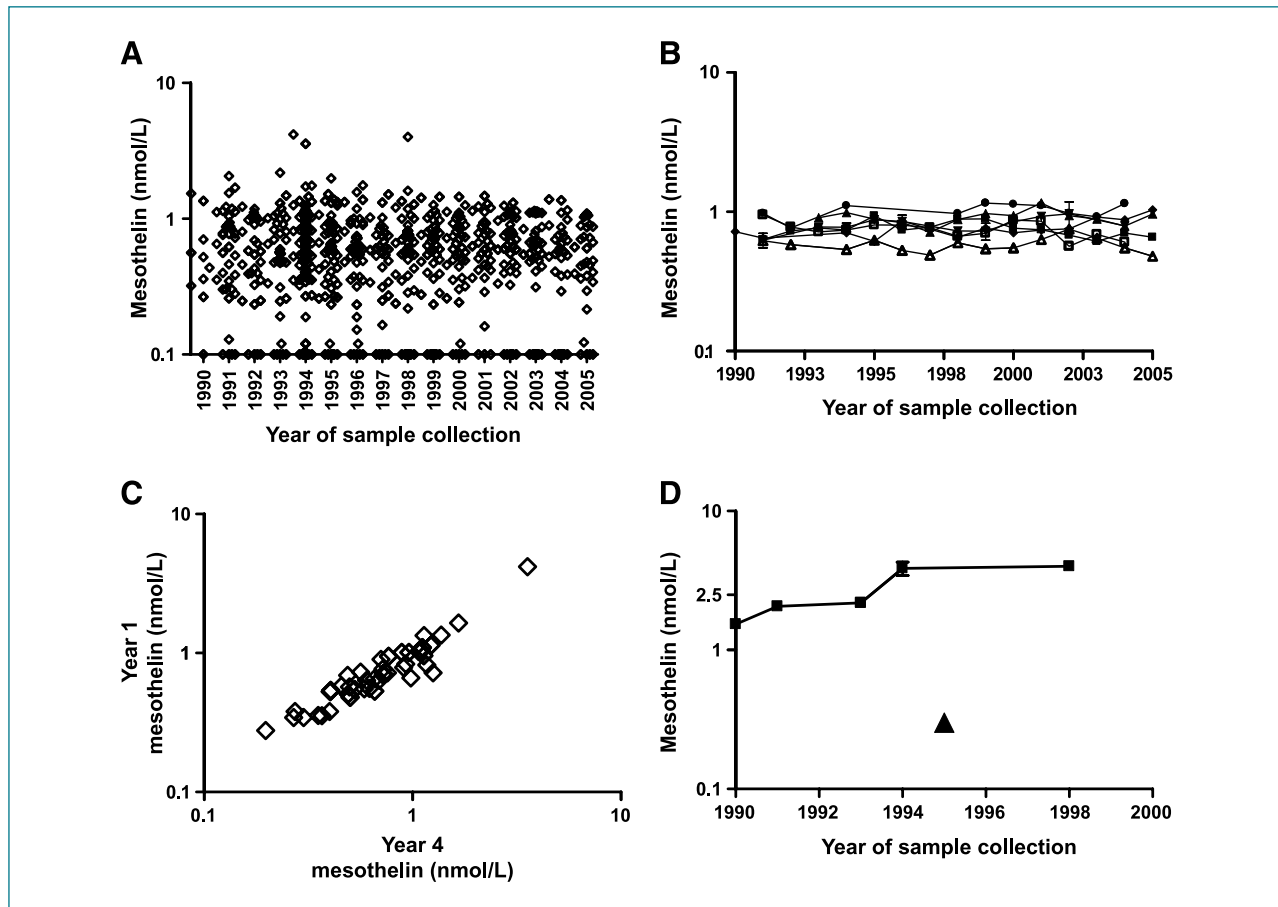 A
10
1
0.1
Mesothelin (nmol/L)
1990 1991 1992 1993 1994 1995 1996 1997 1998 1999 2000 2001 2002 2003 2004 2005
Year of sample collection
B
10
1
0.1
Mesothelin (nmol/L)
1990 1993 1995 1998 2000 2003 2005
Year of sample collection
C
10
1
0.1
Year 1
mesothelin (nmol/L)
0.1 1 10
Year 4
mesothelin (nmol/L)
D
10
2.5
1
0.1
Mesothelin (nmol/L)
1990 1992 1994 1996 1998 2000
Year of sample collection